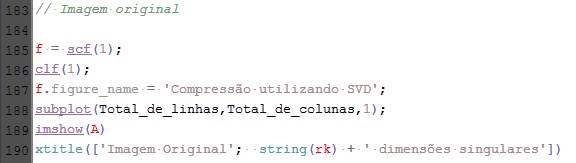 183 // Imagem original
184
185 f = scf(1);
186 clf(1);
187 f.figure_name = 'Compressão utilizando SVD';
188 subplot(Total_de_linhas,Total_de_colunas,1);
189 imshow(A)
190 xtitle(['Imagem Original';  string(rk) + ' dimensões singulares'])